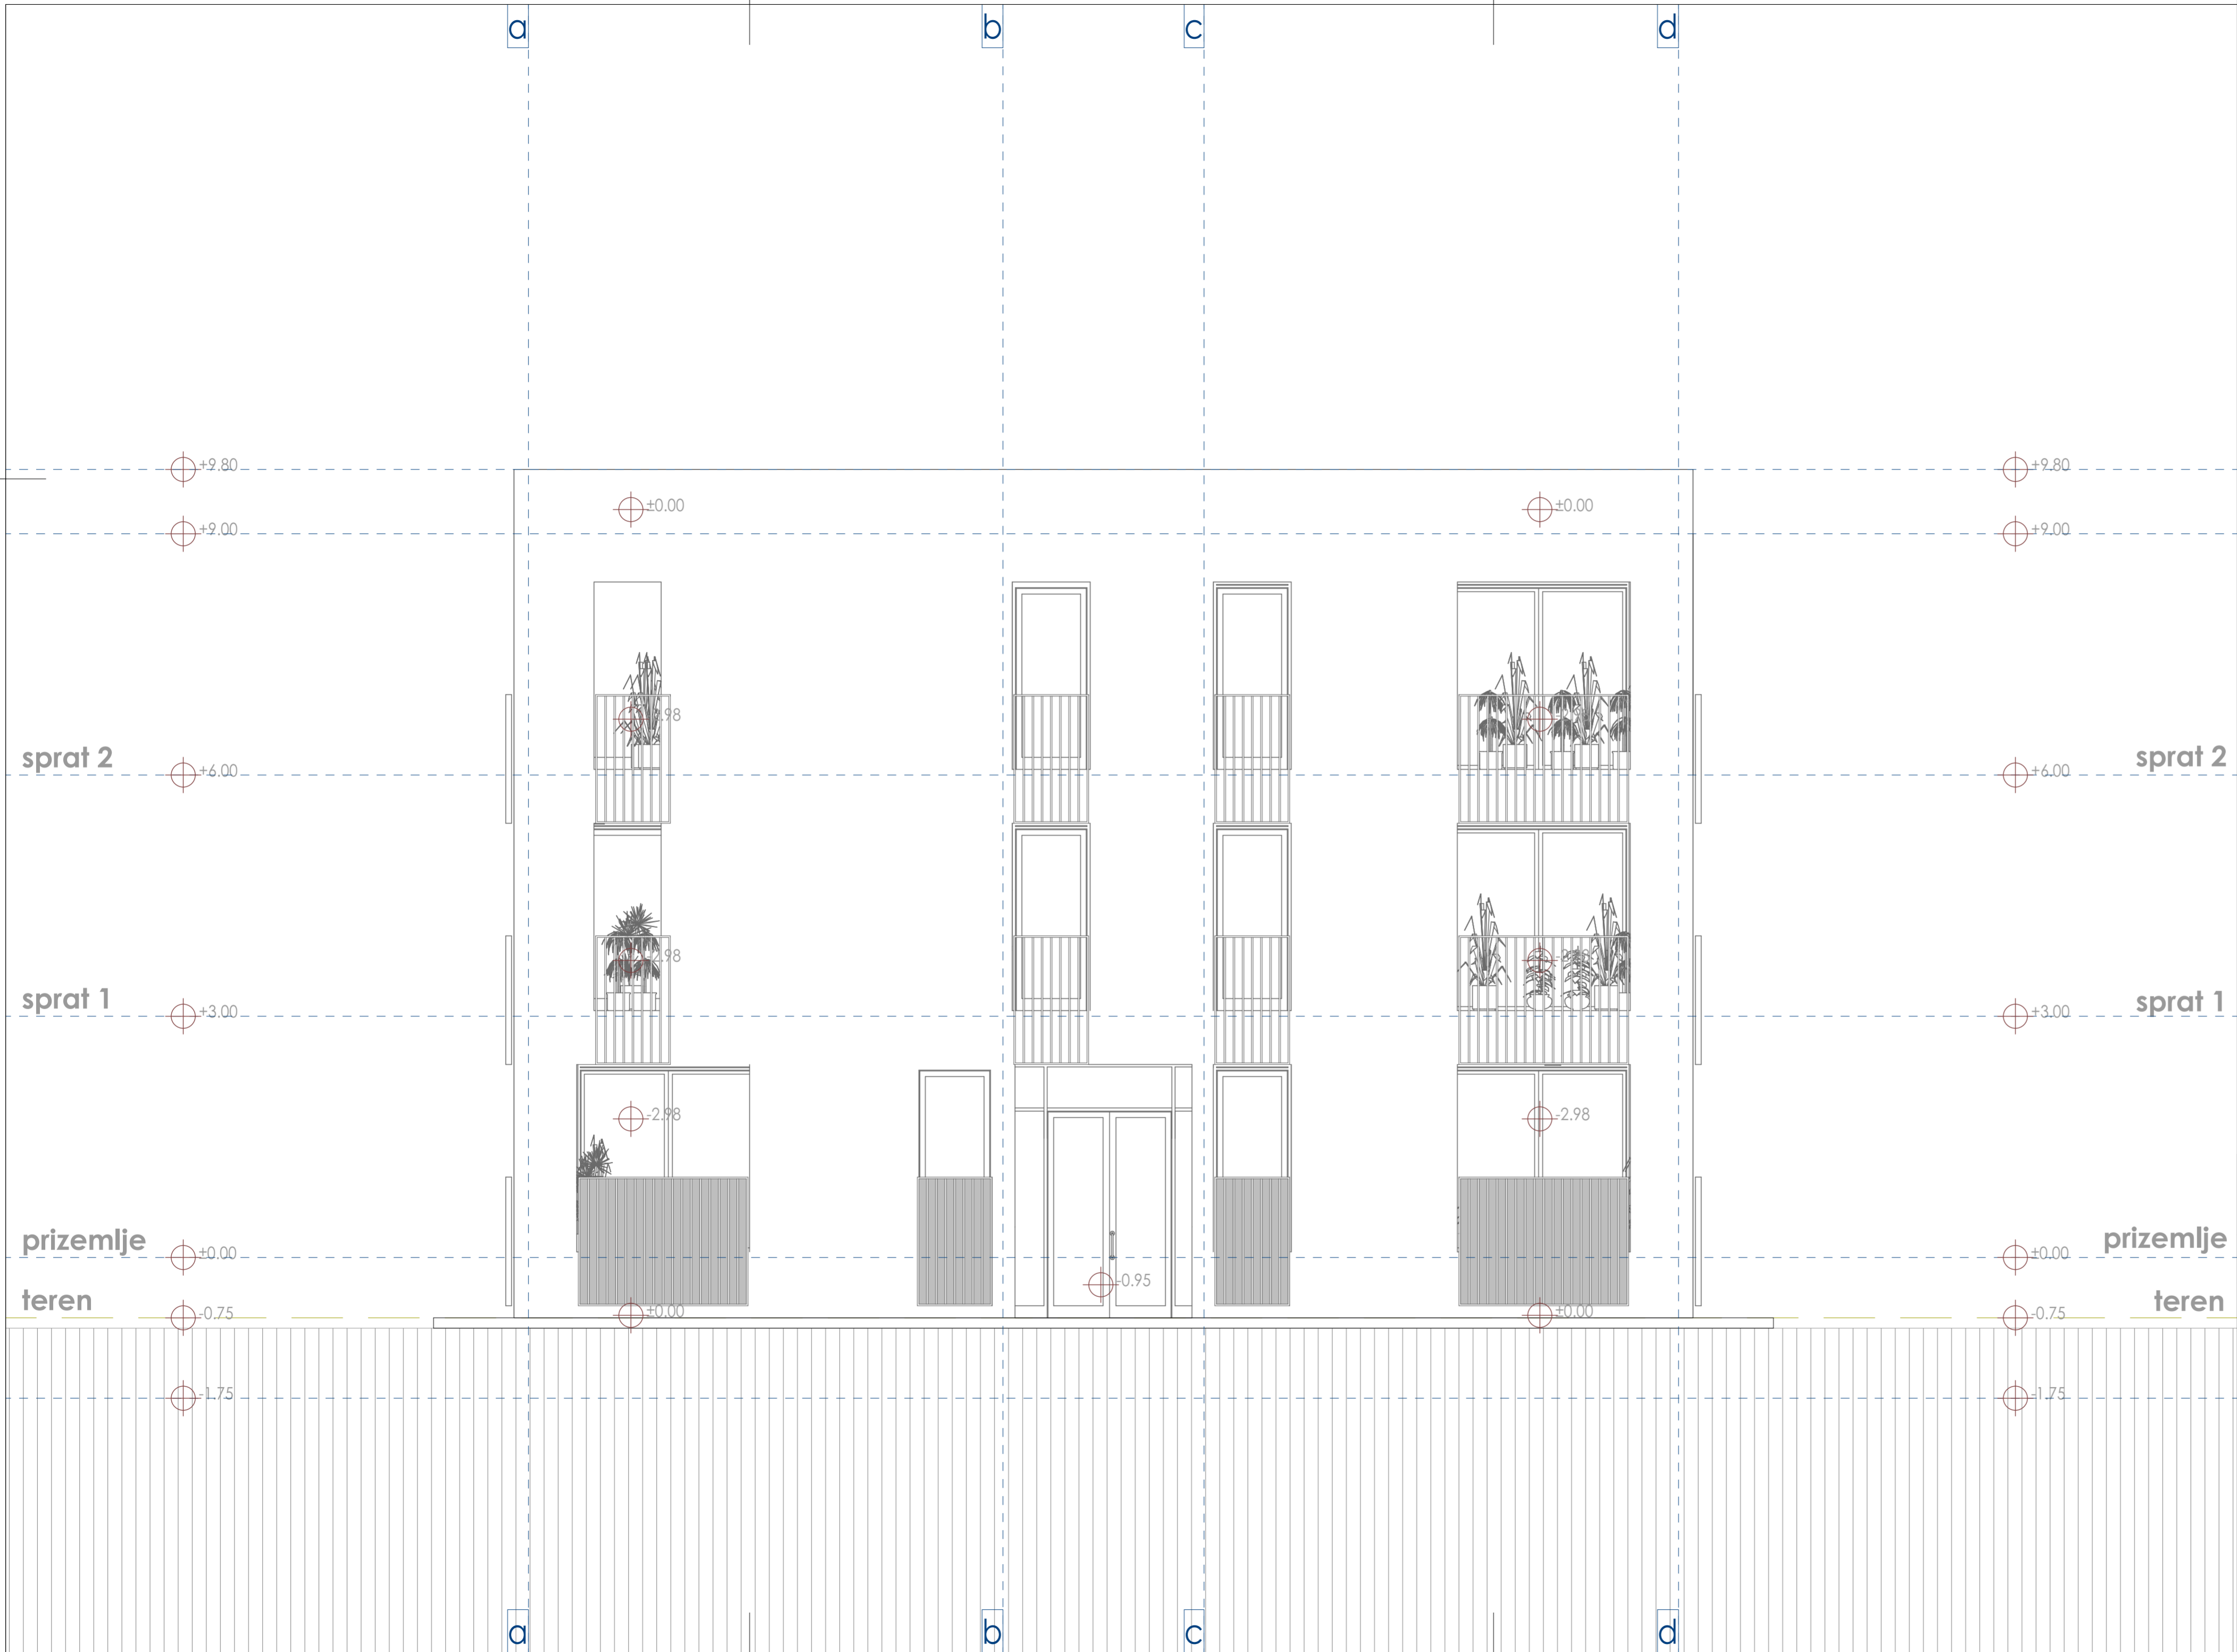 a b c d
+9.80 +9.80
±0.00 ±0.00
+9.00 +9.00
sprat 2 sprat 2
+6.00 +6.00
-2.98
sprat 1 sprat 1
+3.00 +3.00
-2.98 -2.98
prizemlje prizemlje
±0.00 ±0.00
-0.95
teren teren
-0.75 ±0.00 ±0.00 -0.75
-1.75 -1.75
a b c d